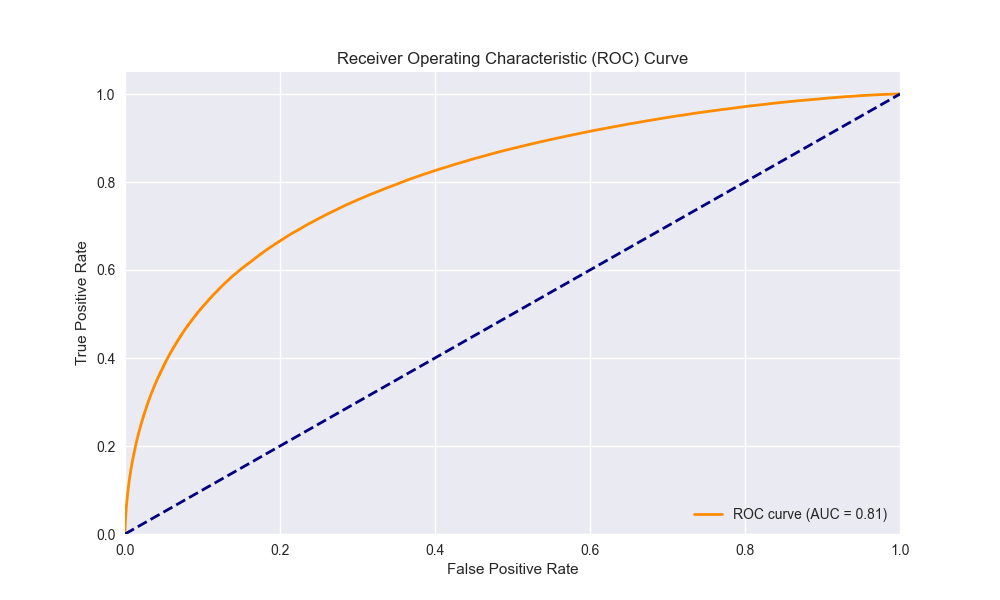 Receiver Operating Characteristic (ROC) Curve
1.0
0.8
0.6
0.4
0.2
0.0
True Positive Rate
ROC curve (AUC = 0.81)
0.0 0.2 0.4 0.6 0.8 1.0
False Positive Rate